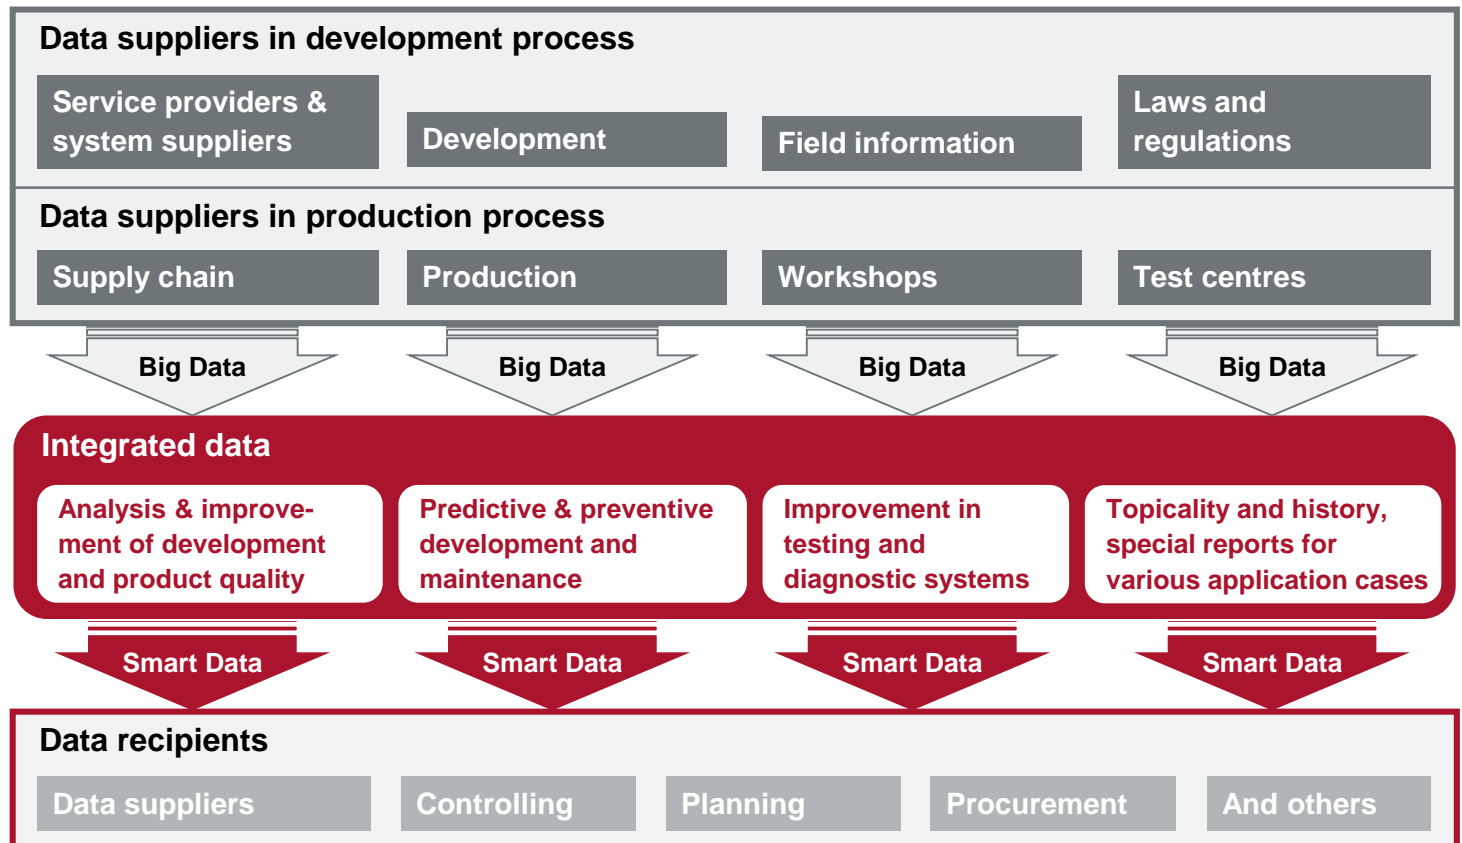 Data suppliers in development process
Service providers &
system suppliers
Development
Field information
Laws and
regulations
Data suppliers in production process
Supply chain
Production
Workshops
Test centres
Big Data
Big Data
Big Data
Big Data
Integrated data
Analysis & improve-
ment of development
and product quality
Predictive & preventive
development and
maintenance
Improvement in
testing and
diagnostic systems
Topicality and history,
special reports for
various application cases
Smart Data
Smart Data
Smart Data
Smart Data
Data recipients
Data suppliers
Controlling
Planning
Procurement
And others